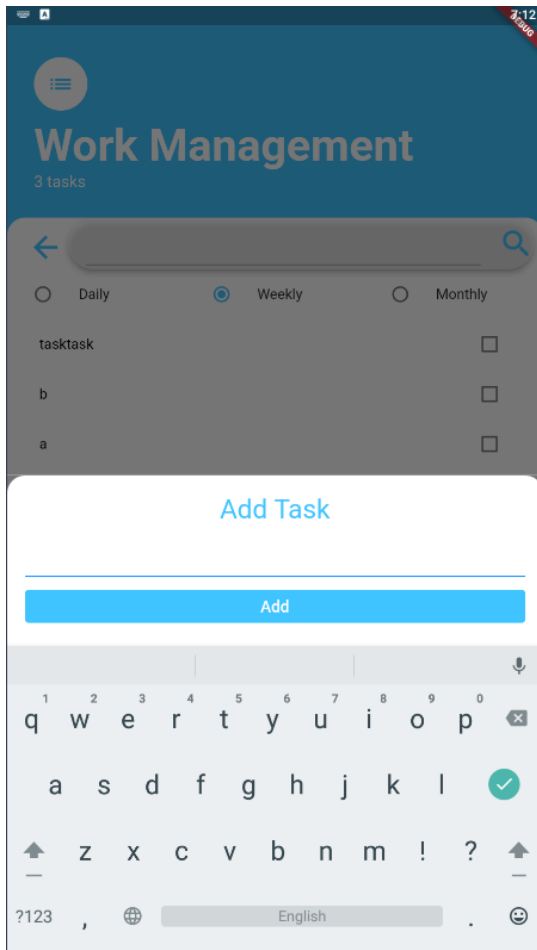 A 7:12
DEBUG
Work Management
3 tasks
Daily Weekly Monthly
tasktask
b
a
Add Task
Add
1 2 3 4 5 6 7 8 9 0
q w e r t y u i o p
a s d f g h j k l
z x c v b n m ! ?
?123 , English .